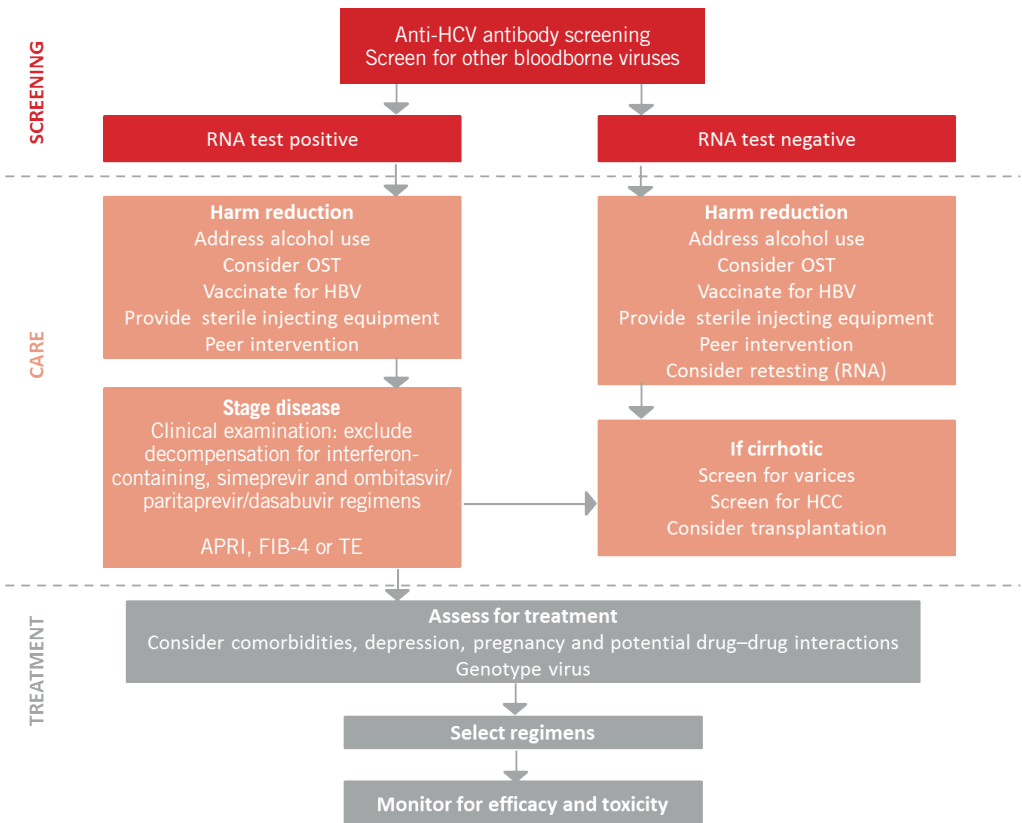 SCREENING
Anti-HCV antibody screening
Screen for other bloodborne viruses
RNA test positive
RNA test negative
CARE
Harm reduction
Address alcohol use
Consider OST
Vaccinate for HBV
Provide sterile injecting equipment
Peer intervention
Harm reduction
Address alcohol use
Consider OST
Vaccinate for HBV
Provide sterile injecting equipment
Peer intervention
Consider retesting (RNA)
Stage disease
Clinical examination: exclude
decompensation for interferon-
containing, simeprevir and ombitasvir/
paritaprevir/dasabuvir regimens
APRI, FIB-4 or TE
If cirrhotic
Screen for varices
Screen for HCC
Consider transplantation
TREATMENT
Assess for treatment
Consider comorbidities, depression, pregnancy and potential drug–drug interactions
Genotype virus
Select regimens
Monitor for efficacy and toxicity